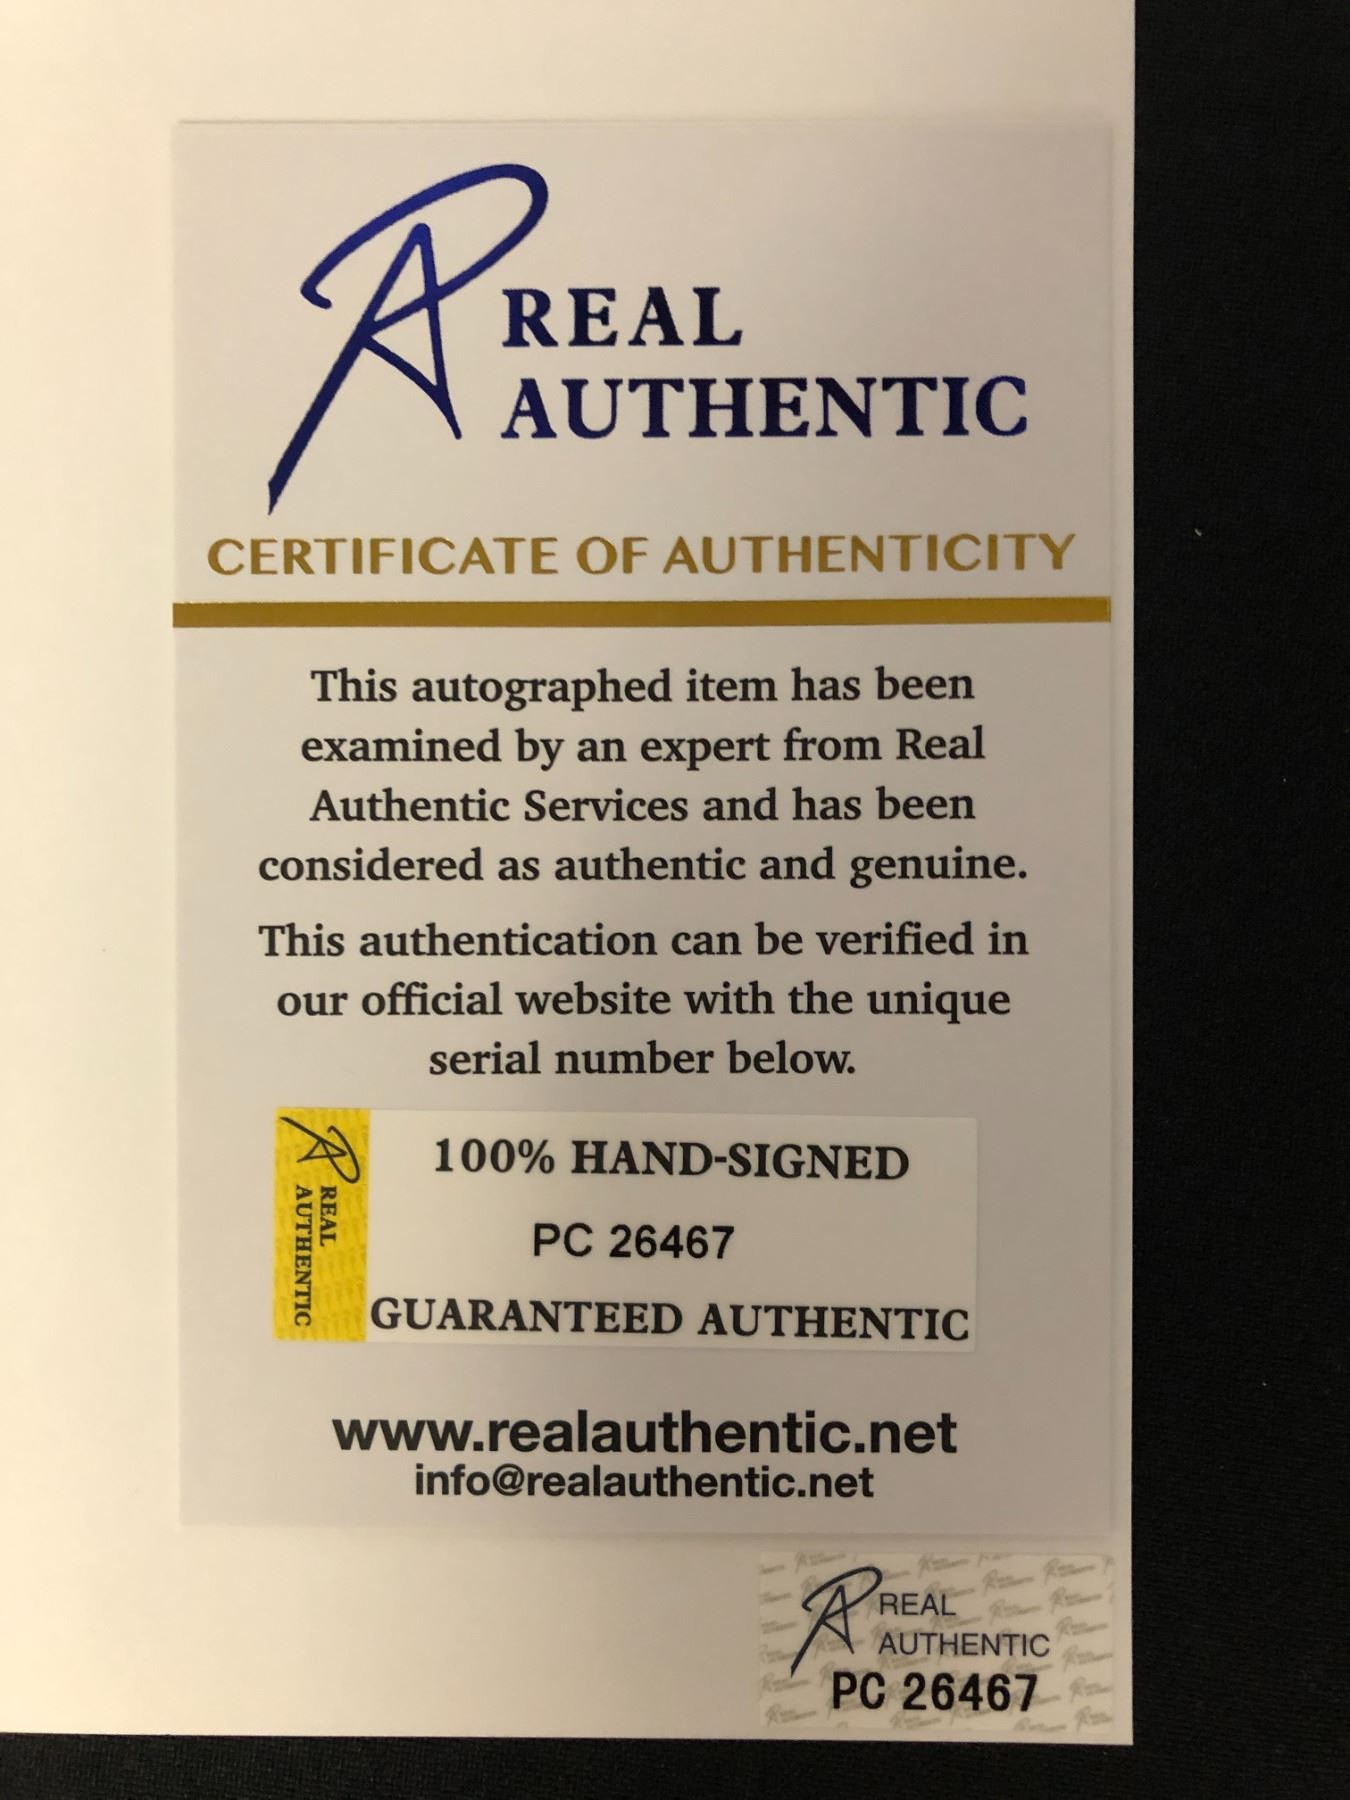 REAL
AUTHENTIC
CERTIFICATE OF AUTHENTICITY
This autographed item has been
examined by an expert from Real
Authentic Services and has been
considered as authentic and genuine.
This authentication can be verified in
our official website with the unique
serial number below.
REAL
AUTHENTIC
100% HAND-SIGNED
PC 26467
GUARANTEED AUTHENTIC
www.realauthentic.net
info@realauthentic.net
REAL
AUTHENTIC
PC 26467